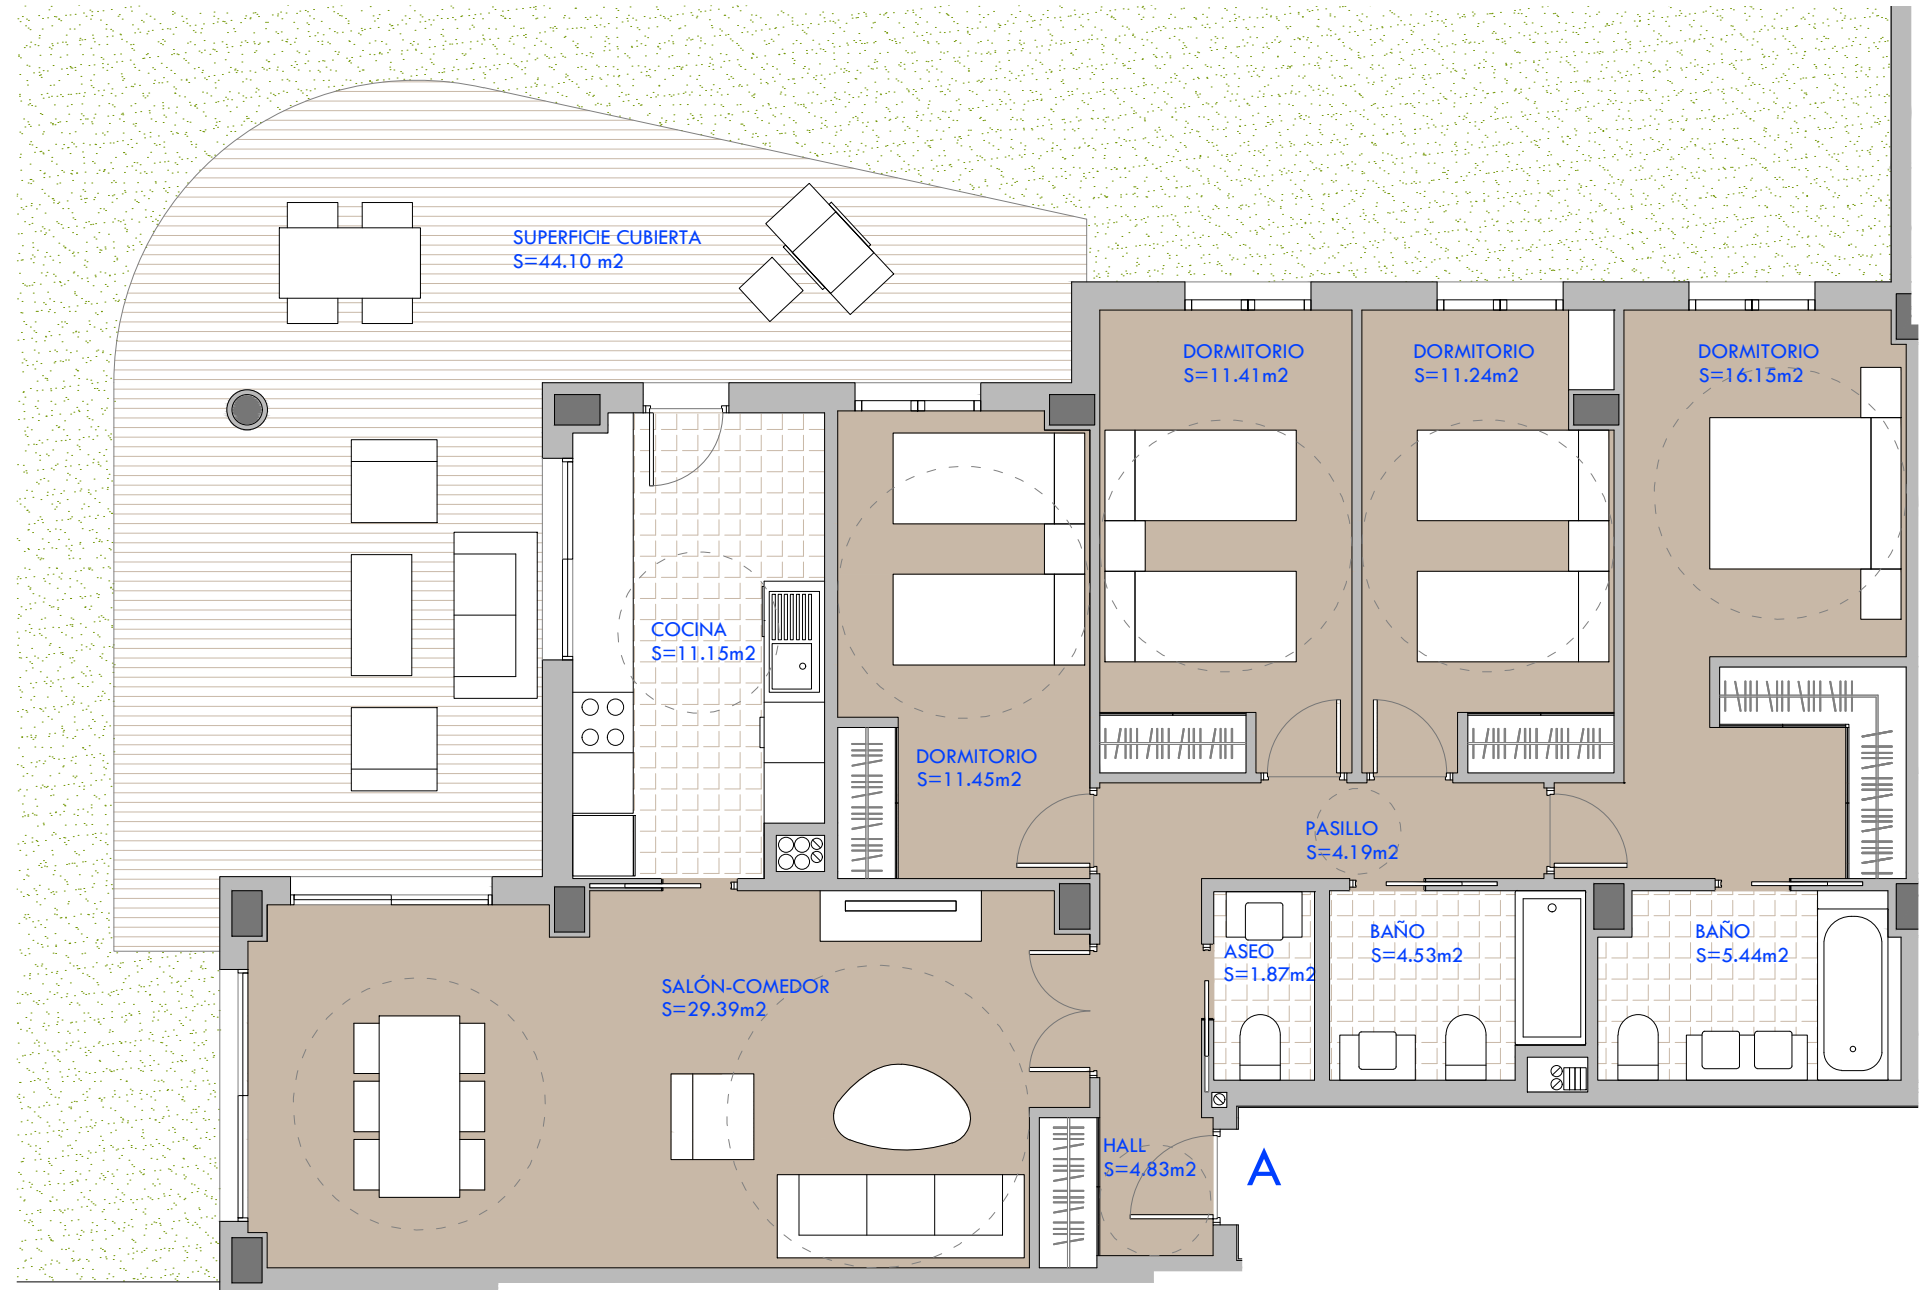 SUPERFICIE CUBIERTA
S=44.10 m2
DORMITORIO
S=11.41m2
DORMITORIO
S=11.24m2
DORMITORIO
S=16.15m2
COCINA
S=11.15m2
DORMITORIO
S=11.45m2
PASILLO
S=4.19m2
ASEO
S=1.87m2
BAÑO
S=4.53m2
BAÑO
S=5.44m2
SALÓN-COMEDOR
S=29.39m2
HALL
S=4.83m2
A